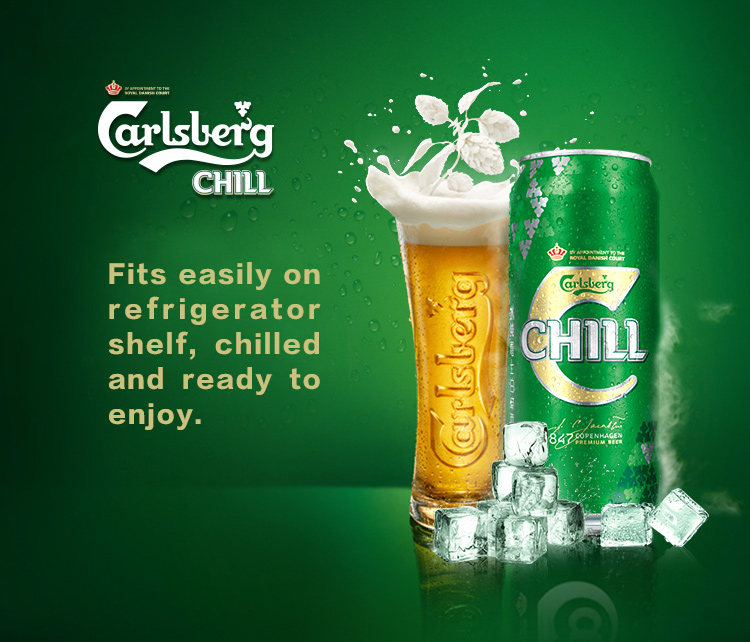 BY APPOINTMENT TO THE
ROYAL DANISH COURT
Carlsberg
CHILL
Fits easily on
refrigerator
shelf, chilled
and ready to
enjoy.
Carlsberg
BY APPOINTMENT TO THE
ROYAL DANISH COURT
Carlsberg
CHILL
1847 COPENHAGEN
PREMIUM BEER